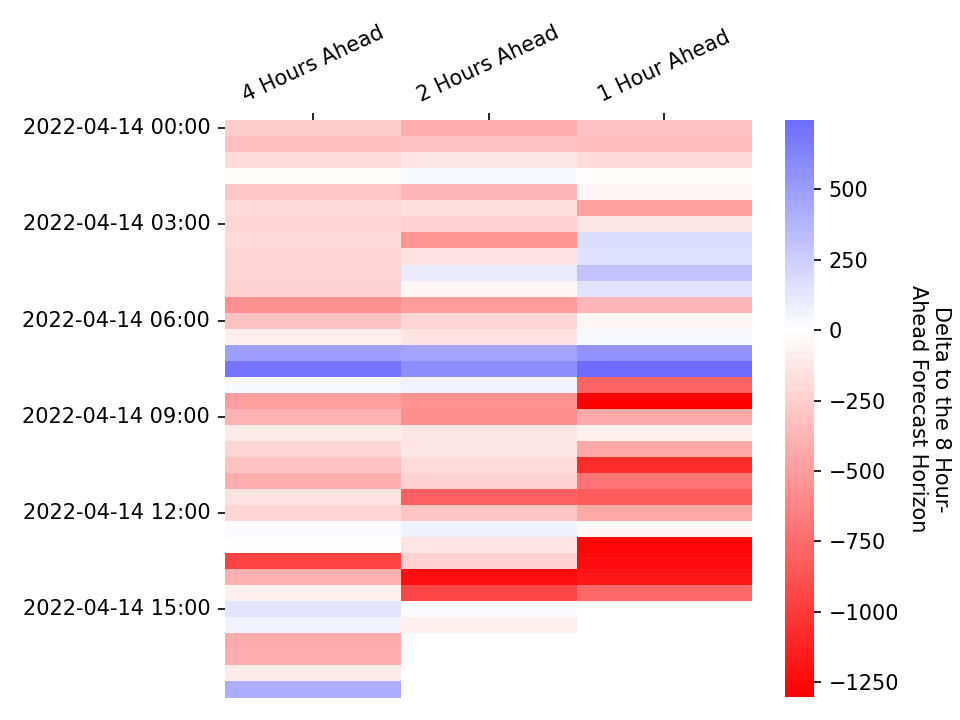 4 Hours Ahead
2 Hours Ahead
1 Hour Ahead
2022-04-14 00:00
2022-04-14 03:00
2022-04-14 06:00
2022-04-14 09:00
2022-04-14 12:00
2022-04-14 15:00
500
250
0
−250
−500
−750
−1000
−1250
Delta to the 8 Hour-
Ahead Forecast Horizon